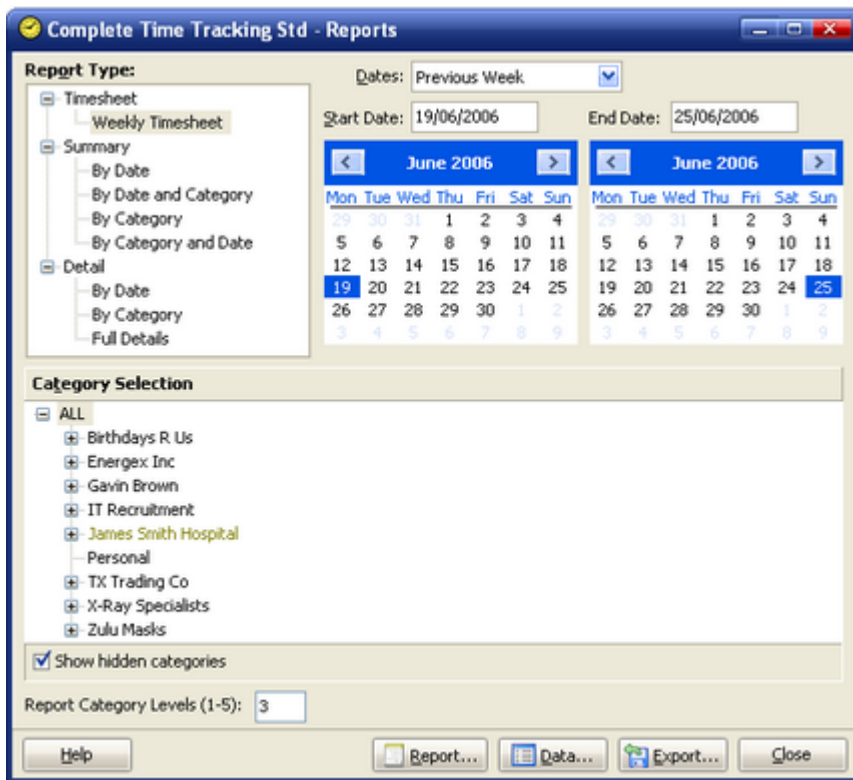 Complete Time Tracking Std - Reports
Report Type:
Timesheet
Weekly Timesheet
Summary
By Date
By Date and Category
By Category
By Category and Date
Detail
By Date
By Category
Full Details
Dates: Previous Week
Start Date: 19/06/2006 End Date: 25/06/2006
June 2006
Mon Tue Wed Thu Fri Sat Sun
29 30 31 1 2 3 4
5 6 7 8 9 10 11
12 13 14 15 16 17 18
19 20 21 22 23 24 25
26 27 28 29 30 1 2
3 4 5 6 7 8 9
June 2006
Mon Tue Wed Thu Fri Sat Sun
29 30 31 1 2 3 4
5 6 7 8 9 10 11
12 13 14 15 16 17 18
19 20 21 22 23 24 25
26 27 28 29 30 1 2
3 4 5 6 7 8 9
Category Selection
ALL
Birthdays R Us
Energex Inc
Gavin Brown
IT Recruitment
James Smith Hospital
Personal
TX Trading Co
X-Ray Specialists
Zulu Masks
Show hidden categories
Report Category Levels (1-5): 3
Help Report... Data... Export... Close